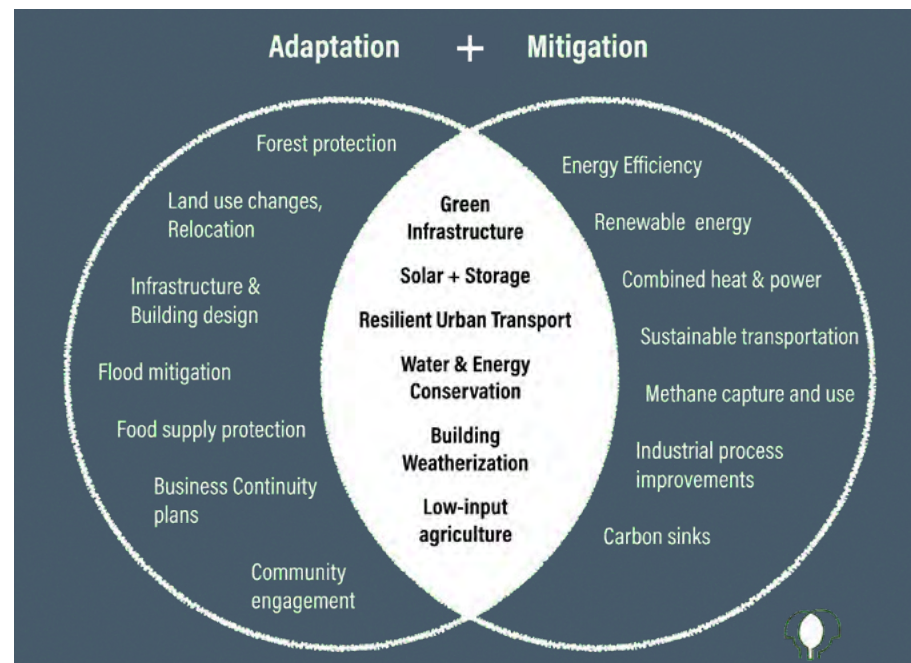 Adaptation + Mitigation
Forest protection
Land use changes,
Relocation
Infrastructure &
Building design
Flood mitigation
Food supply protection
Business Continuity
plans
Community
engagement
Green
Infrastructure
Solar + Storage
Resilient Urban Transport
Water & Energy
Conservation
Building
Weatherization
Low-input
agriculture
Energy Efficiency
Renewable energy
Combined heat & power
Sustainable transportation
Methane capture and use
Industrial process
improvements
Carbon sinks